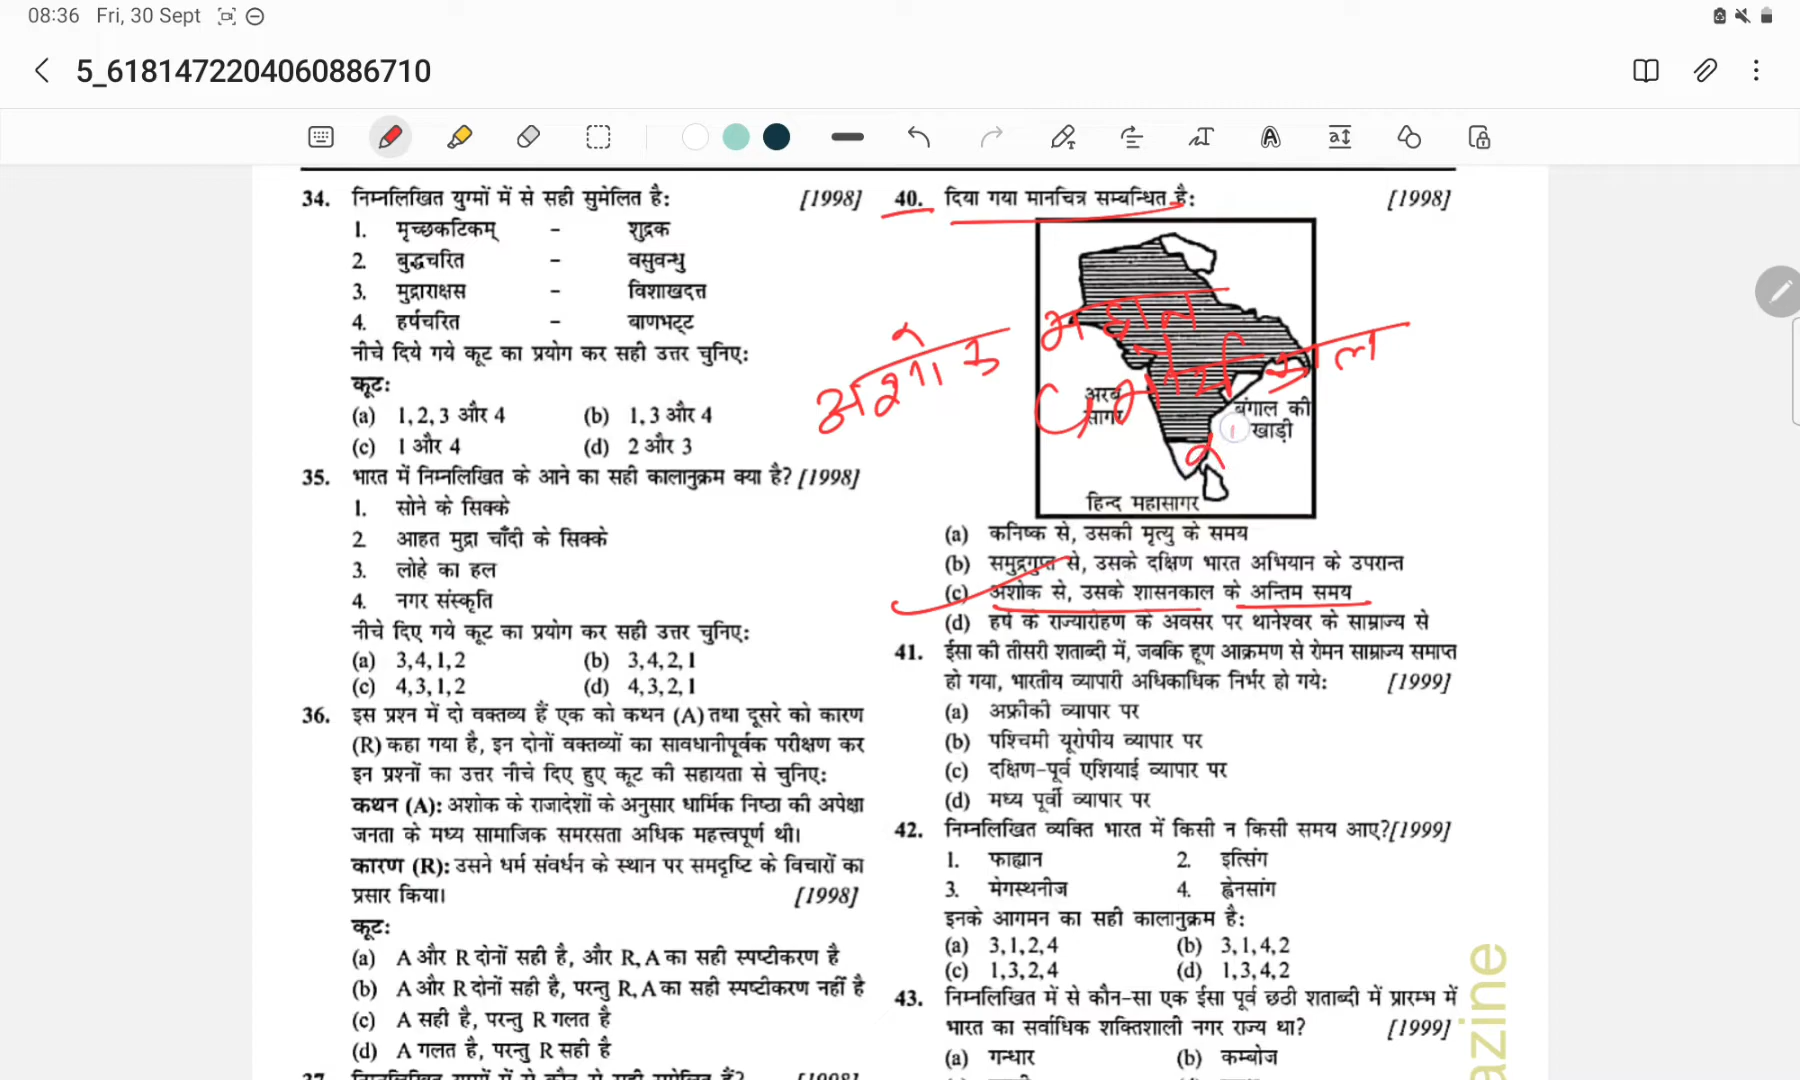 08:36 Fri, 30 Sept
5_6181472204060886710
34. निम्नलिखित युग्मों में से सही सुमेलित है: [1998]
1. मृच्छकटिकम् - शुद्रक
2. बुद्धचरित - वसुवन्धु
3. मुद्राराक्षस - विशाखदत्त
4. हर्षचरित - बाणभट्ट
नीचे दिये गये कूट का प्रयोग कर सही उत्तर चुनिए:
कूट:
(a) 1, 2, 3 और 4 (b) 1, 3 और 4
(c) 1 और 4 (d) 2 और 3
35. भारत में निम्नलिखित के आने का सही कालानुक्रम क्या है? [1998]
1. सोने के सिक्के
2. आहत मुद्रा चाँदी के सिक्के
3. लोहे का हल
4. नगर संस्कृति
नीचे दिए गये कूट का प्रयोग कर सही उत्तर चुनिए:
(a) 3, 4, 1, 2 (b) 3, 4, 2, 1
(c) 4, 3, 1, 2 (d) 4, 3, 2, 1
36. इस प्रश्न में दो वक्तव्य हैं एक को कथन (A) तथा दूसरे को कारण
(R) कहा गया है, इन दोनों वक्तव्यों का सावधानीपूर्वक परीक्षण कर
इन प्रश्नों का उत्तर नीचे दिए हुए कूट की सहायता से चुनिए:
कथन (A): अशोक के राजादेशों के अनुसार धार्मिक निष्ठा की अपेक्षा
जनता के मध्य सामाजिक समरसता अधिक महत्त्वपूर्ण थी।
कारण (R): उसने धर्म संवर्धन के स्थान पर समदृष्टि के विचारों का
प्रसार किया। [1998]
कूट:
(a) A और R दोनों सही है, और R, A का सही स्पष्टीकरण है
(b) A और R दोनों सही है, परन्तु R, A का सही स्पष्टीकरण नहीं है
(c) A सही है, परन्तु R गलत है
(d) A गलत है, परन्तु R सही है
40. दिया गया मानचित्र सम्बन्धित है: [1998]
अशोक महान
मौर्य काल
अरब
सागर
बंगाल की
खाड़ी
हिन्द महासागर
(a) कनिष्क से, उसकी मृत्यु के समय
(b) समुद्रगुप्त से, उसके दक्षिण भारत अभियान के उपरान्त
(c) अशोक से, उसके शासनकाल के अन्तिम समय
(d) हर्ष के राज्यारोहण के अवसर पर थानेश्वर के साम्राज्य से
41. ईसा की तीसरी शताब्दी में, जबकि हूण आक्रमण से रोमन साम्राज्य समाप्त
हो गया, भारतीय व्यापारी अधिकाधिक निर्भर हो गये: [1999]
(a) अफ्रीकी व्यापार पर
(b) पश्चिमी यूरोपीय व्यापार पर
(c) दक्षिण-पूर्व एशियाई व्यापार पर
(d) मध्य पूर्वी व्यापार पर
42. निम्नलिखित व्यक्ति भारत में किसी न किसी समय आए? [1999]
1. फाह्यान 2. इत्सिंग
3. मेगस्थनीज 4. ह्वेनसांग
इनके आगमन का सही कालानुक्रम है:
(a) 3, 1, 2, 4 (b) 3, 1, 4, 2
(c) 1, 3, 2, 4 (d) 1, 3, 4, 2
43. निम्नलिखित में से कौन-सा एक ईसा पूर्व छठी शताब्दी में प्रारम्भ में
भारत का सर्वाधिक शक्तिशाली नगर राज्य था? [1999]
(a) गन्धार (b) कम्बोज
azine